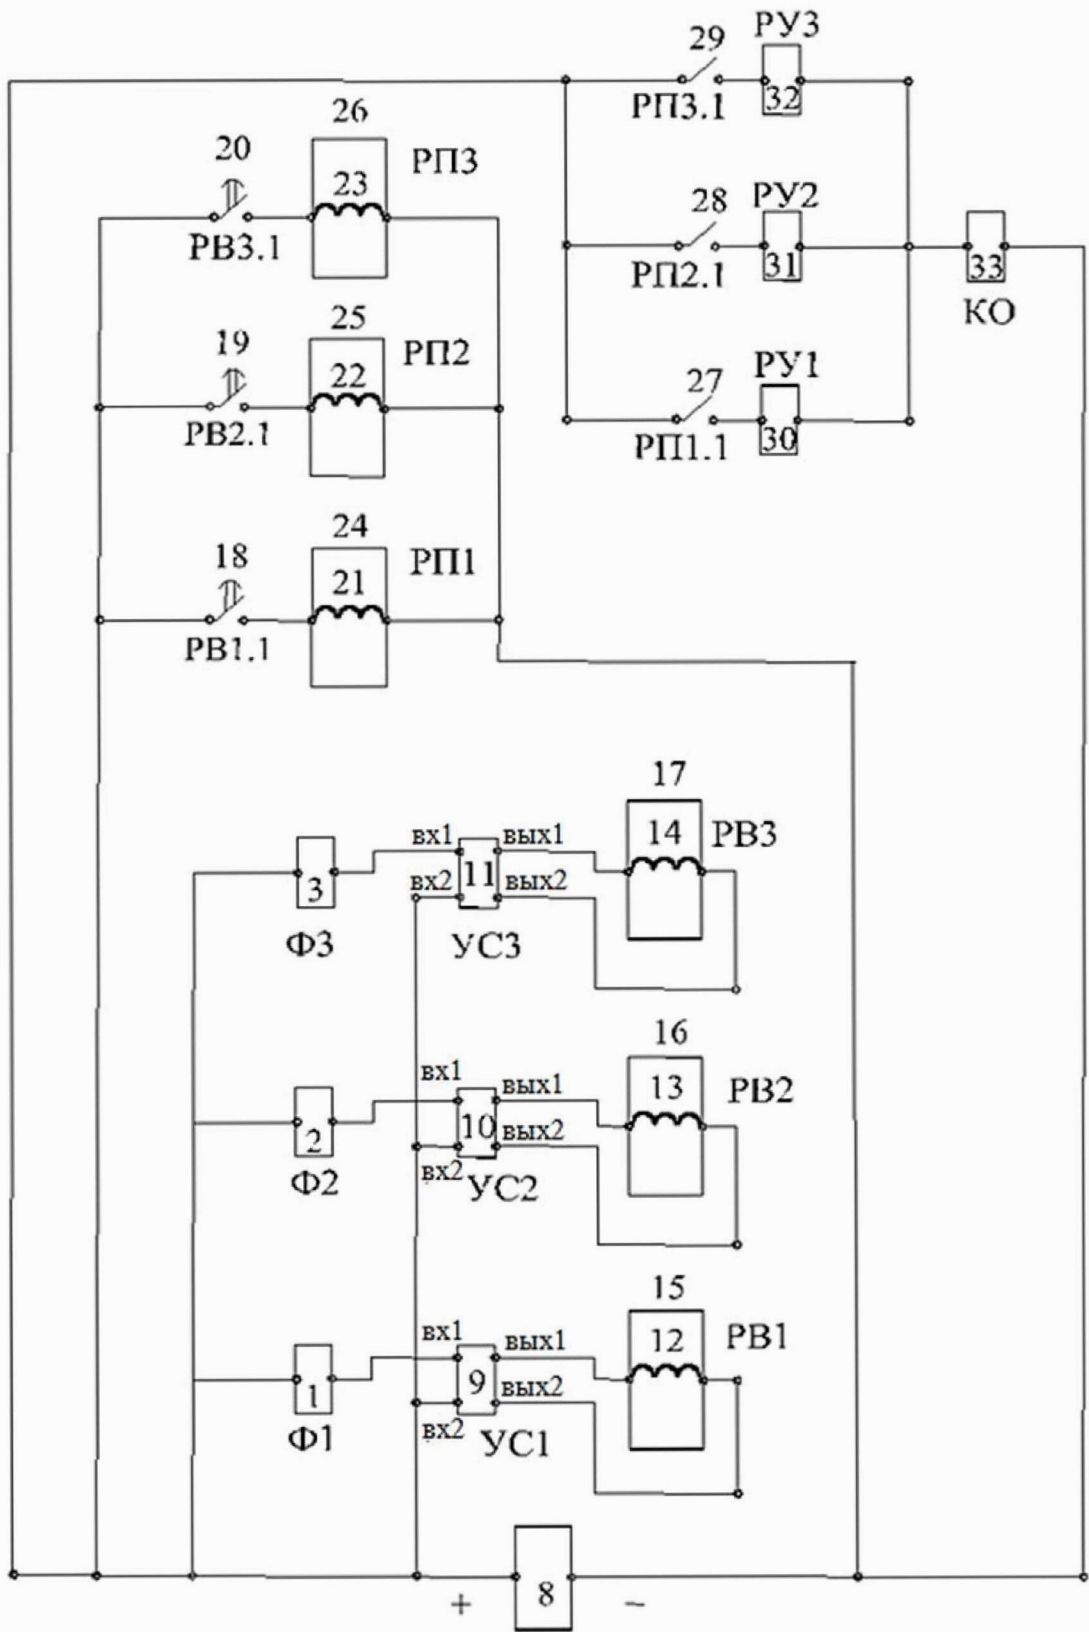 29
РУ3
32
РП3.1
26
20
РП3
23
РВ3.1
28
РУ2
31
РП2.1
33
КО
25
19
РП2
22
РВ2.1
27
РУ1
30
РП1.1
24
18
РП1
21
РВ1.1
17
вх1
вых1
14
РВ3
3
вх2
11
вых2
Ф3
УС3
16
вх1
вых1
13
РВ2
2
10
вых2
Ф2
вх2
УС2
15
вх1
вых1
12
РВ1
1
9
вых2
Ф1
вх2
УС1
+
8
−